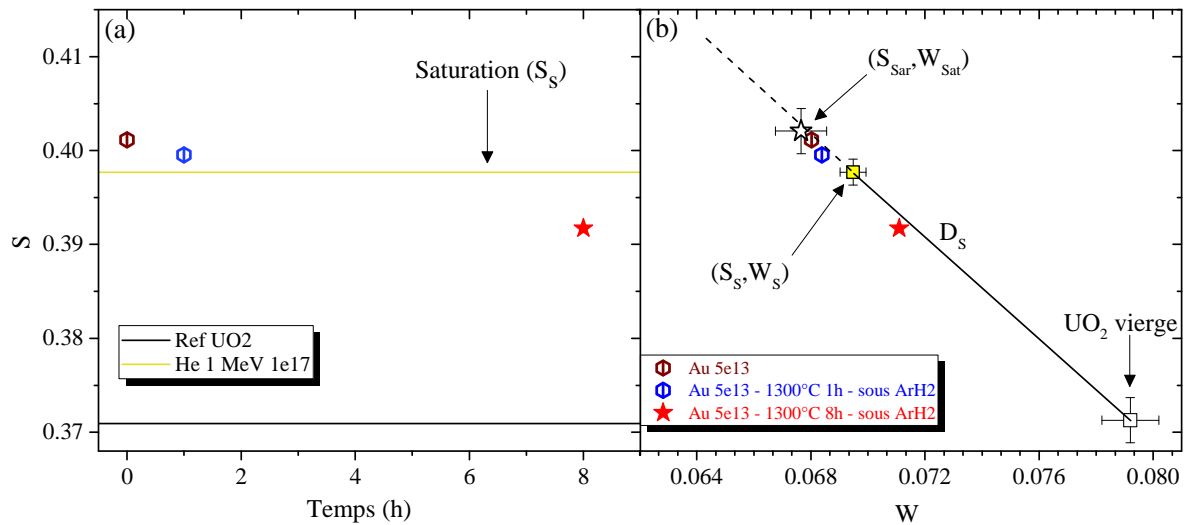 (a)
Saturation (S_S)
0.41
0.40
0.39
0.38
0.37
S
Ref UO2
He 1 MeV 1e17
0 2 4 6 8
Temps (h)
(b)
(S_Sar,W_Sat)
D_S
(S_S,W_S)
UO_2 vierge
Au 5e13
Au 5e13 - 1300°C 1h - sous ArH2
Au 5e13 - 1300°C 8h - sous ArH2
0.064 0.068 0.072 0.076 0.080
W